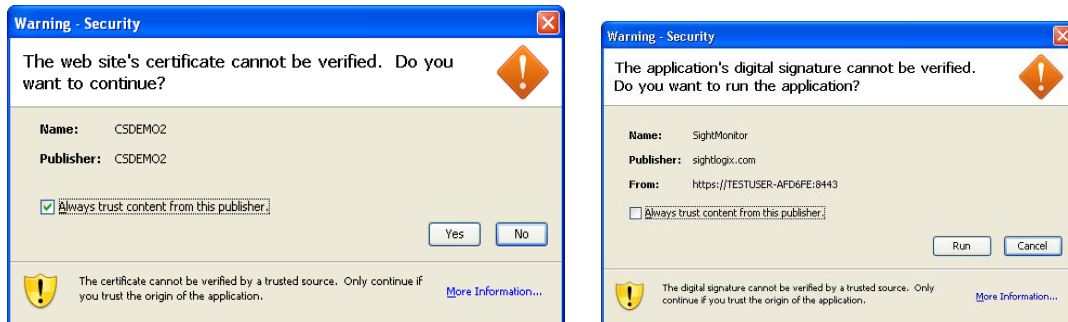 Warning - Security
The web site's certificate cannot be verified. Do you
want to continue?
Name: CSDEMO2
Publisher: CSDEMO2
Always trust content from this publisher.
Yes No
The certificate cannot be verified by a trusted source. Only continue if
you trust the origin of the application.
More Information...
Warning - Security
The application's digital signature cannot be verified.
Do you want to run the application?
Name: SightMonitor
Publisher: sightlogix.com
From: https://TESTUSER-AFD6FE:8443
Always trust content from this publisher.
Run Cancel
The digital signature cannot be verified by a trusted source. Only
continue if you trust the origin of the application.
More Information...